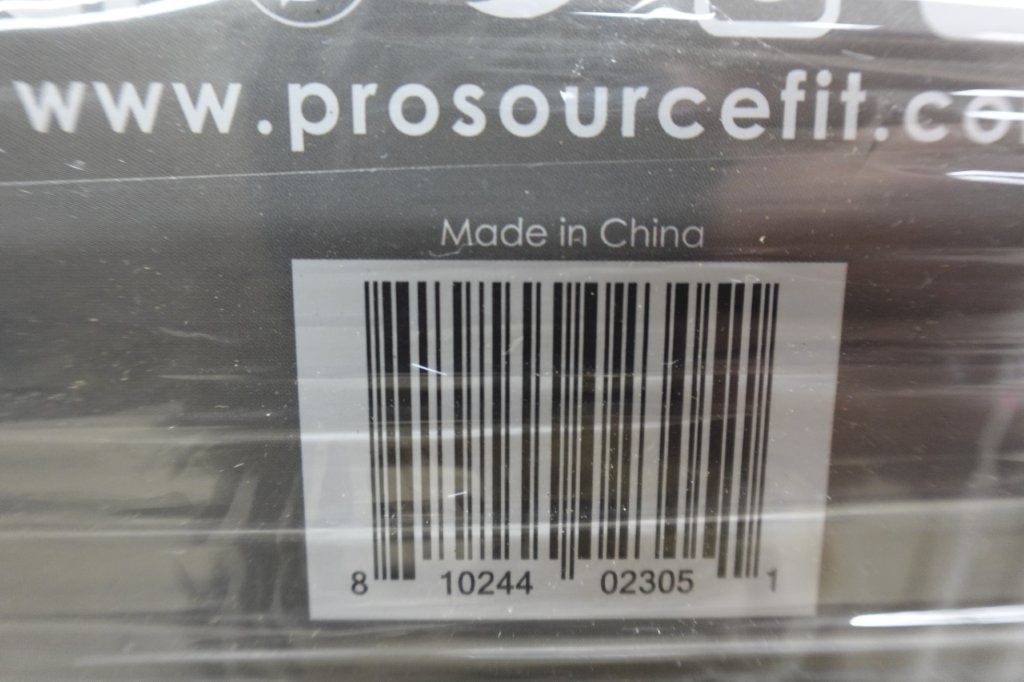 www.prosourcefit.co
Made in China
8 10244 02305 1